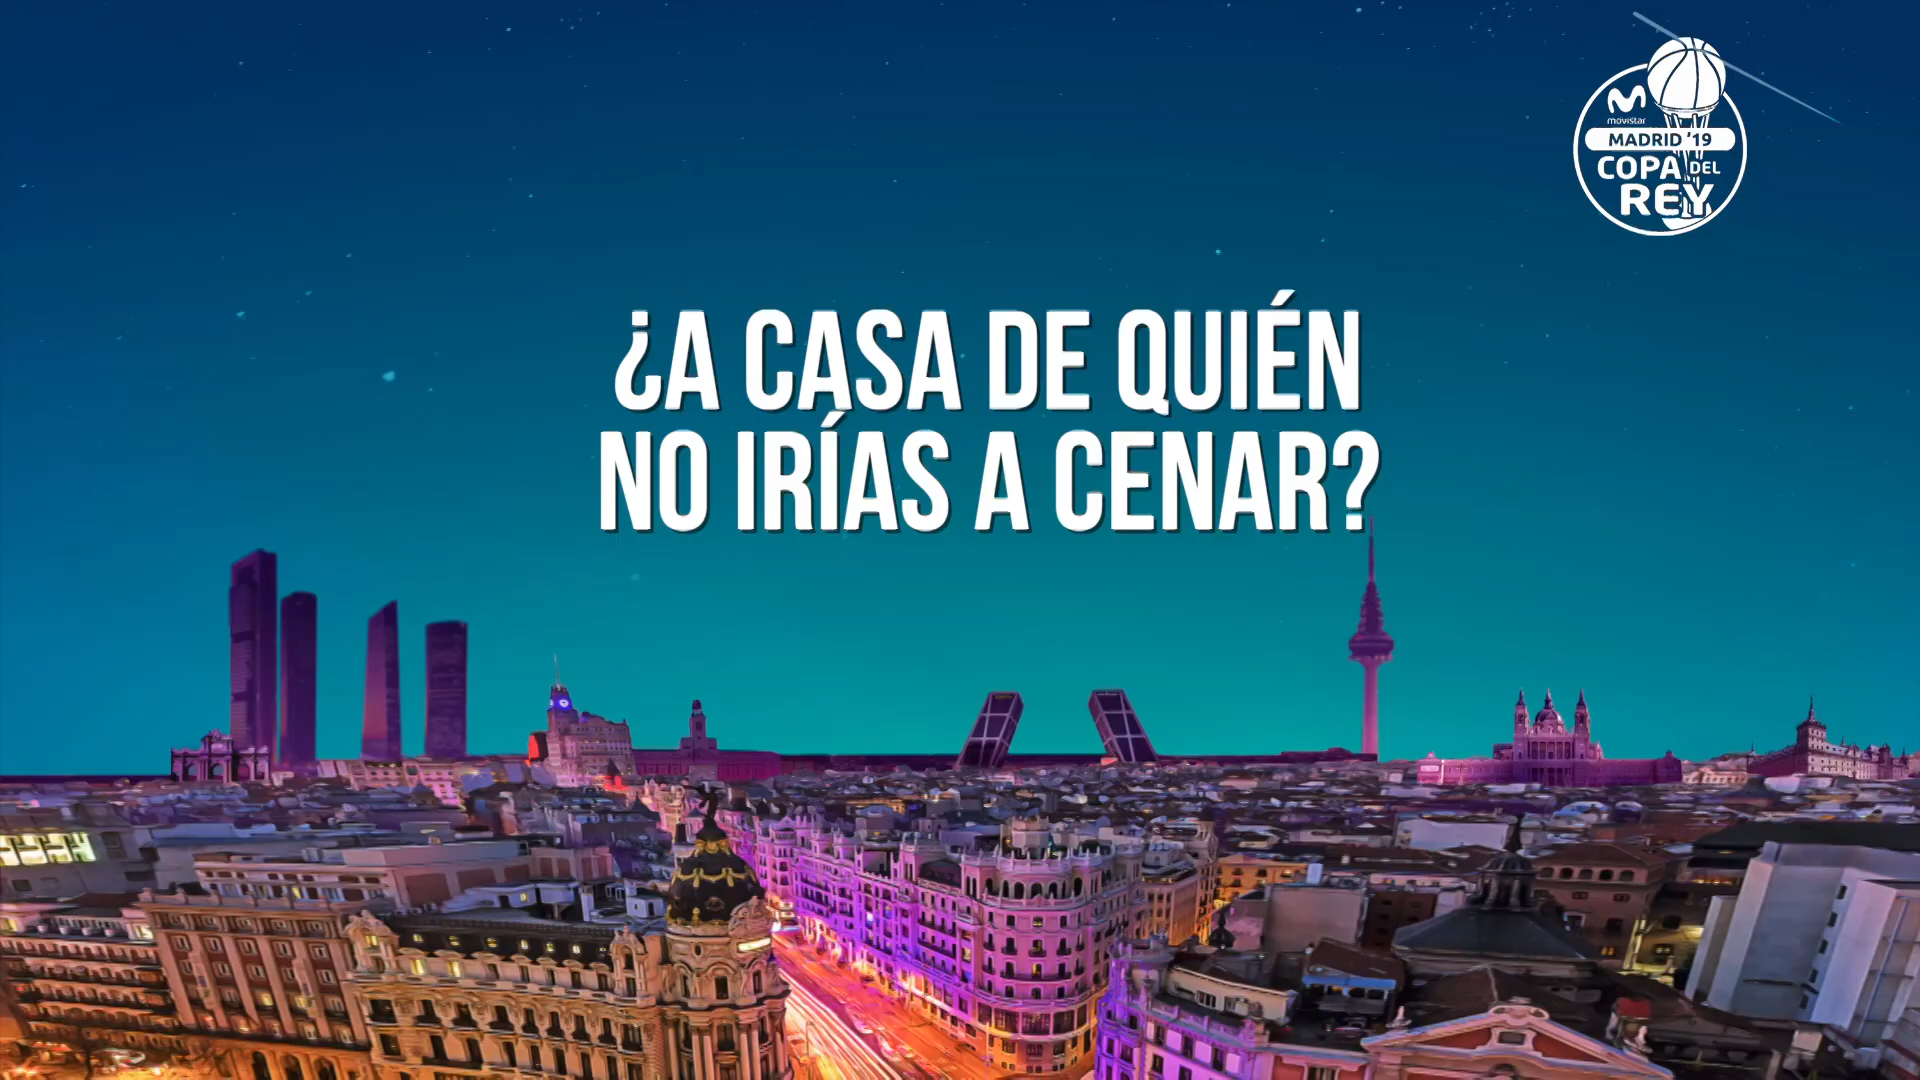 movistar
MADRID '19
COPA DEL
REY
¿A CASA DE QUIÉN
NO IRÍAS A CENAR?